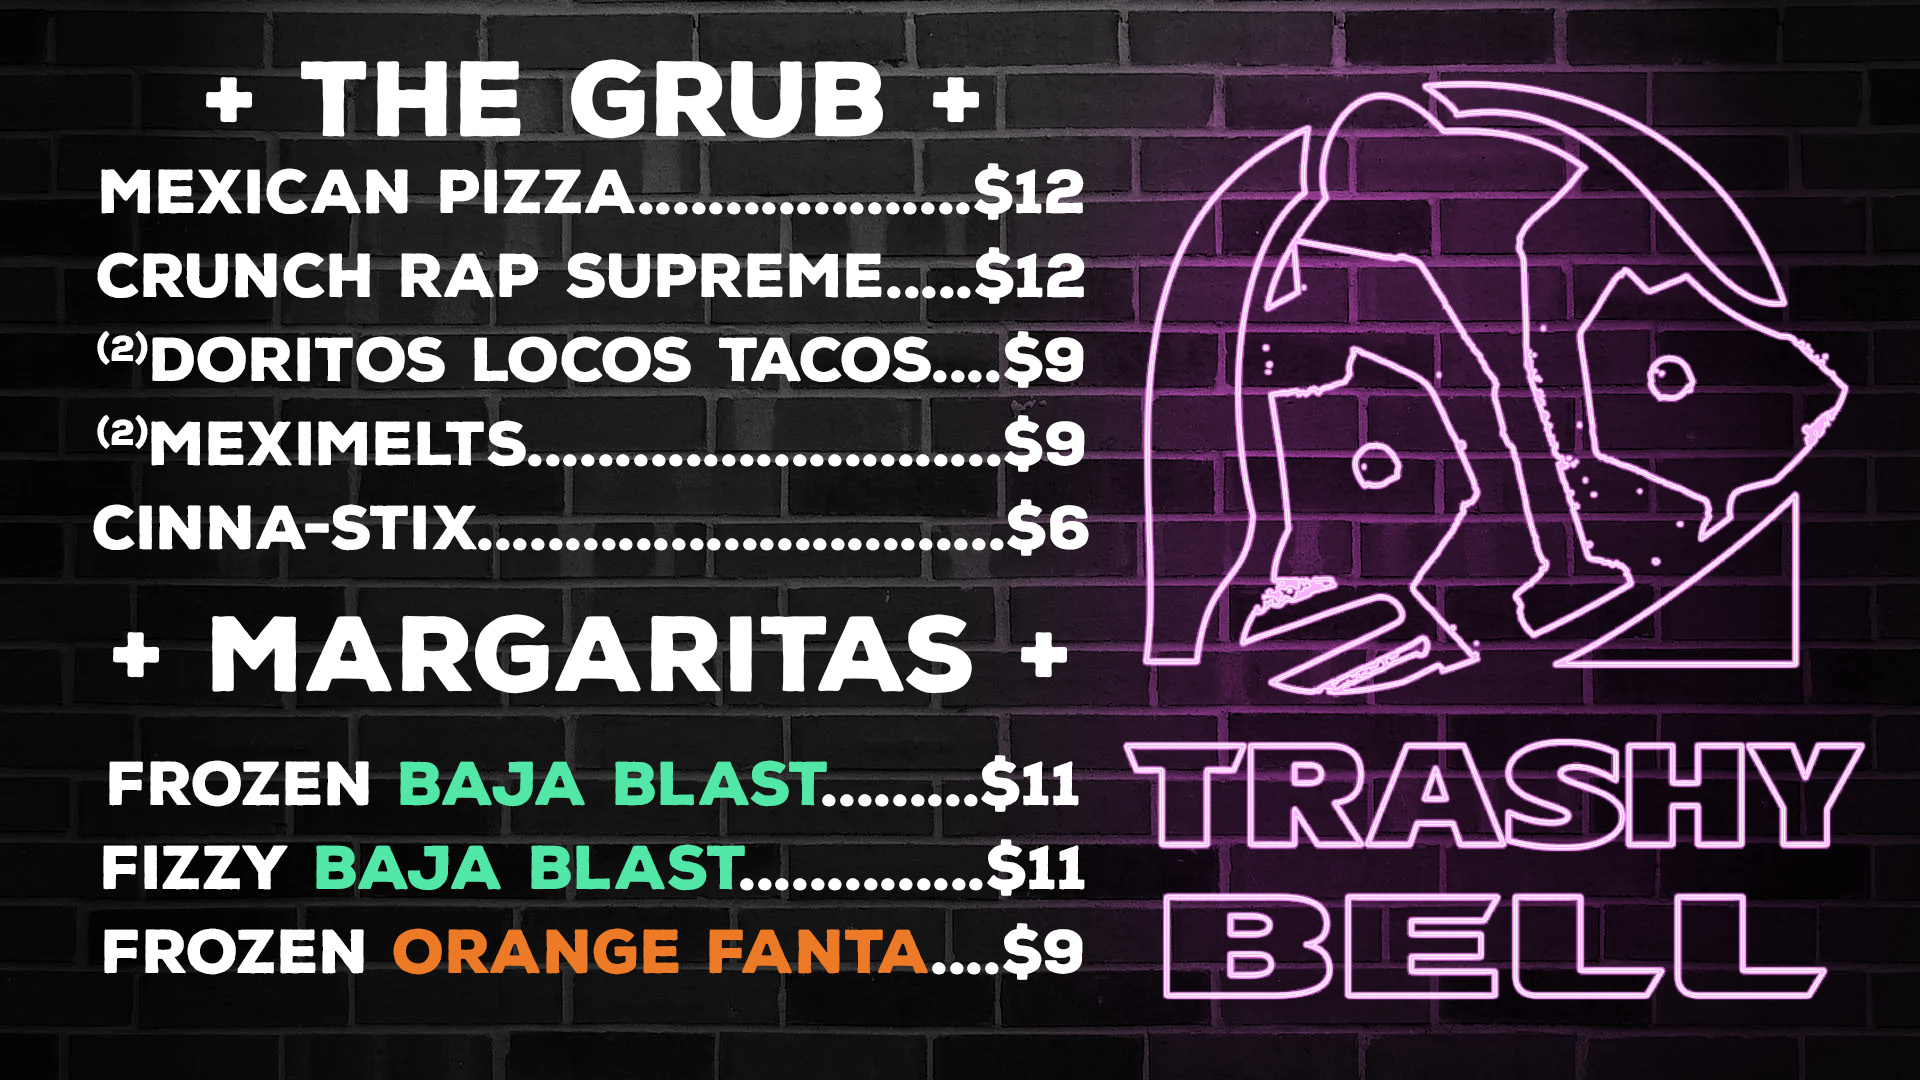 + THE GRUB +
MEXICAN PIZZA...................$12
CRUNCH RAP SUPREME.....$12
(2)DORITOS LOCOS TACOS....$9
(2)MEXIMELTS...........................$9
CINNA-STIX..............................$6
+ MARGARITAS +
FROZEN BAJA BLAST.........$11
FIZZY BAJA BLAST..............$11
FROZEN ORANGE FANTA....$9
TRASHY
BELL